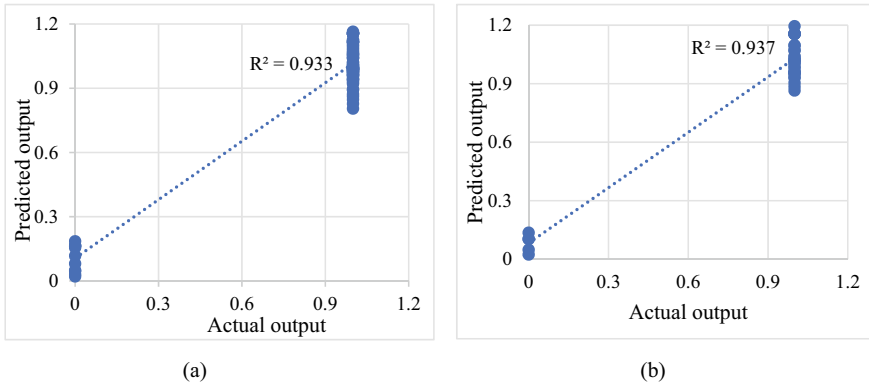 1.2
R² = 0.933
0.9
0.6
0.3
0
Predicted output
0 0.3 0.6 0.9 1.2
Actual output
(a)
1.2
R² = 0.937
0.9
0.6
0.3
0
Predicted output
0 0.3 0.6 0.9 1.2
Actual output
(b)